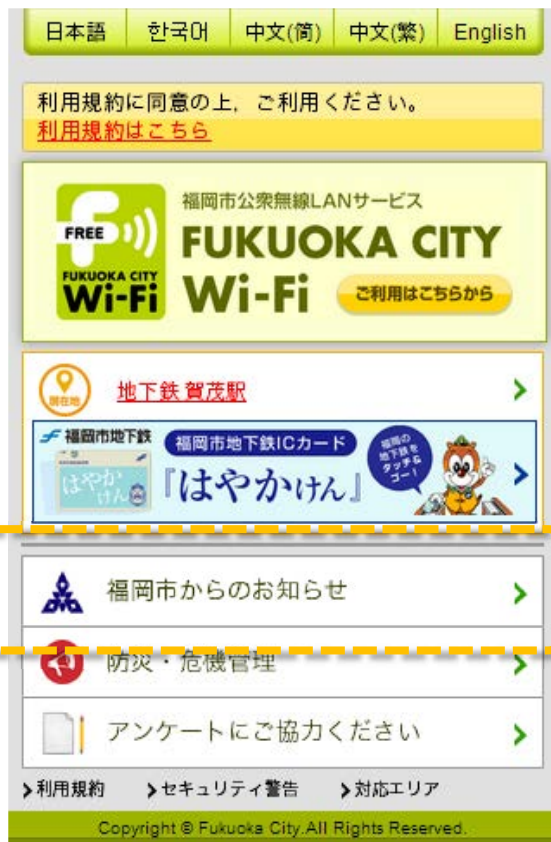 日本語 한국어 中文(简) 中文(繁) English
利用規約に同意の上，ご利用ください。
利用規約はこちら
FREE
FUKUOKA CITY
Wi-Fi
福岡市公衆無線LANサービス
FUKUOKA CITY
Wi-Fi ご利用はこちらから
現在地
地下鉄 賀茂駅
福岡市地下鉄
はやかけん
福岡市地下鉄ICカード
『はやかけん』
福岡の
地下鉄を
タッチ&
ゴー！
福岡市からのお知らせ
防災・危機管理
アンケートにご協力ください
利用規約 セキュリティ警告 対応エリア
Copyright © Fukuoka City.All Rights Reserved.